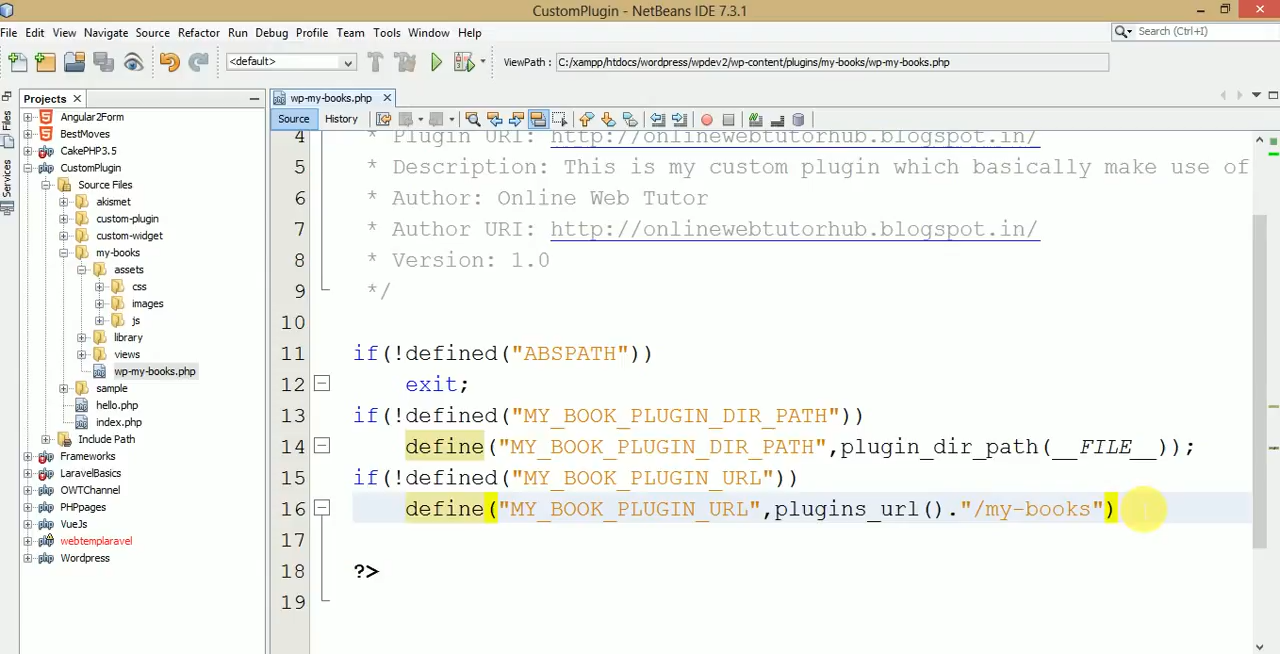 CustomPlugin - NetBeans IDE 7.3.1
File Edit View Navigate Source Refactor Run Debug Profile Team Tools Window Help
Search (Ctrl+I)
<default>
ViewPath : C:/xampp/htdocs/wordpress/wpdev2/wp-content/plugins/my-books/wp-my-books.php
Files
Services
Projects
Angular2Form
BestMoves
CakePHP3.5
CustomPlugin
Source Files
akismet
custom-plugin
custom-widget
my-books
assets
css
images
js
library
views
wp-my-books.php
sample
hello.php
index.php
Include Path
Frameworks
LaravelBasics
OWTChannel
PHPpages
VueJs
webtemplaravel
Wordpress
wp-my-books.php
Source History
4 * Plugin URI: http://onlinewebtutorhub.blogspot.in/
5 * Description: This is my custom plugin which basically make use of
6 * Author: Online Web Tutor
7 * Author URI: http://onlinewebtutorhub.blogspot.in/
8 * Version: 1.0
9 */
10
11 if(!defined("ABSPATH"))
12 exit;
13 if(!defined("MY_BOOK_PLUGIN_DIR_PATH"))
14 define("MY_BOOK_PLUGIN_DIR_PATH",plugin_dir_path(__FILE__));
15 if(!defined("MY_BOOK_PLUGIN_URL"))
16 define("MY_BOOK_PLUGIN_URL",plugins_url()."/my-books")
17
18 ?>
19